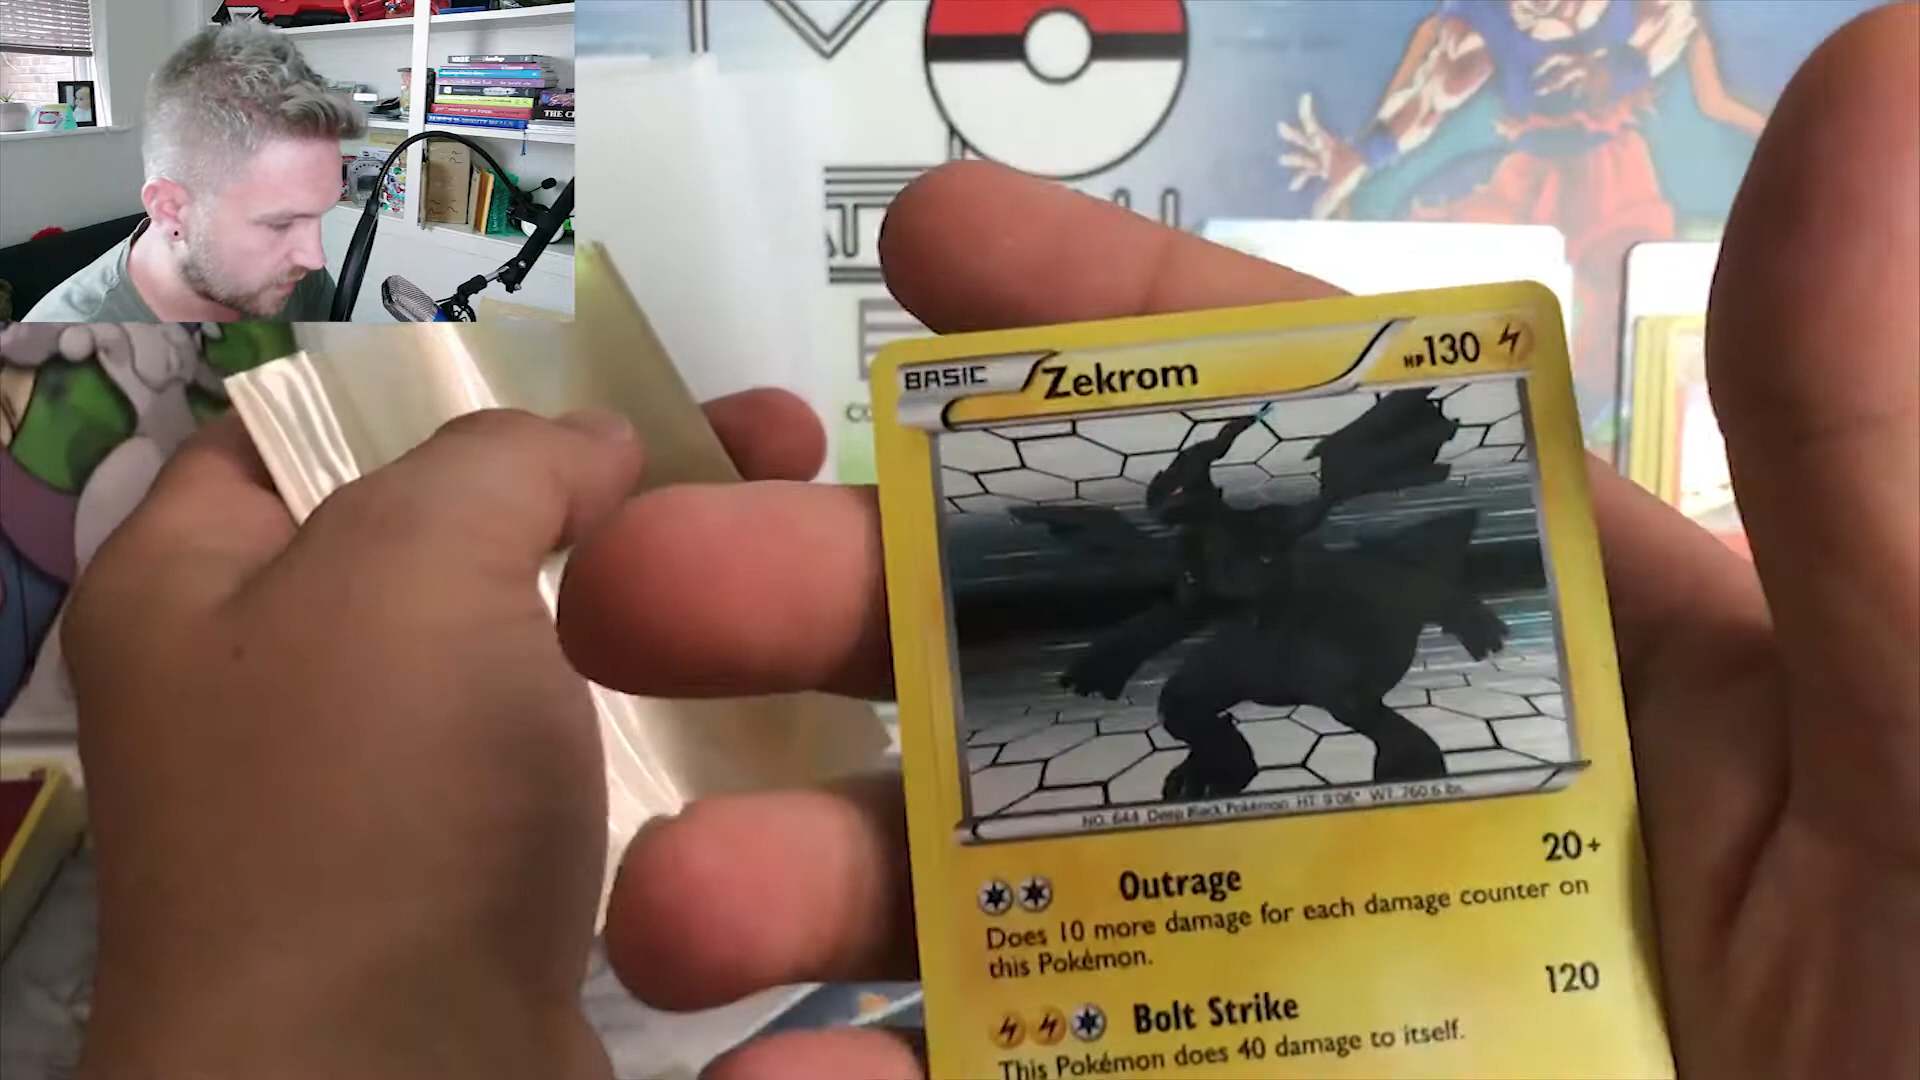 BASIC Zekrom HP130
NO. 644 Deep Black Pokémon HT. 9'06" WT. 760.6 lbs.
Outrage 20+
Does 10 more damage for each damage counter on
this Pokémon.
Bolt Strike 120
This Pokémon does 40 damage to itself.